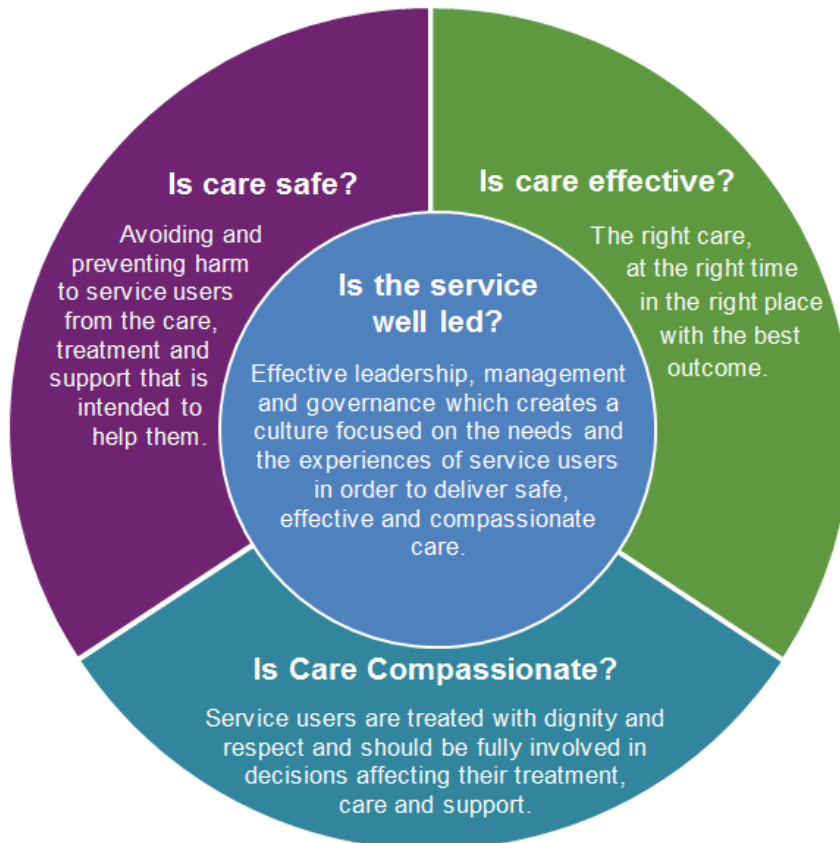 Is care safe?
Avoiding and
preventing harm
to service users
from the care,
treatment and
support that is
intended to
help them.
Is care effective?
The right care,
at the right time
in the right place
with the best
outcome.
Is the service
well led?
Effective leadership, management
and governance which creates a
culture focused on the needs and
the experiences of service users
in order to deliver safe,
effective and compassionate
care.
Is Care Compassionate?
Service users are treated with dignity and
respect and should be fully involved in
decisions affecting their treatment,
care and support.